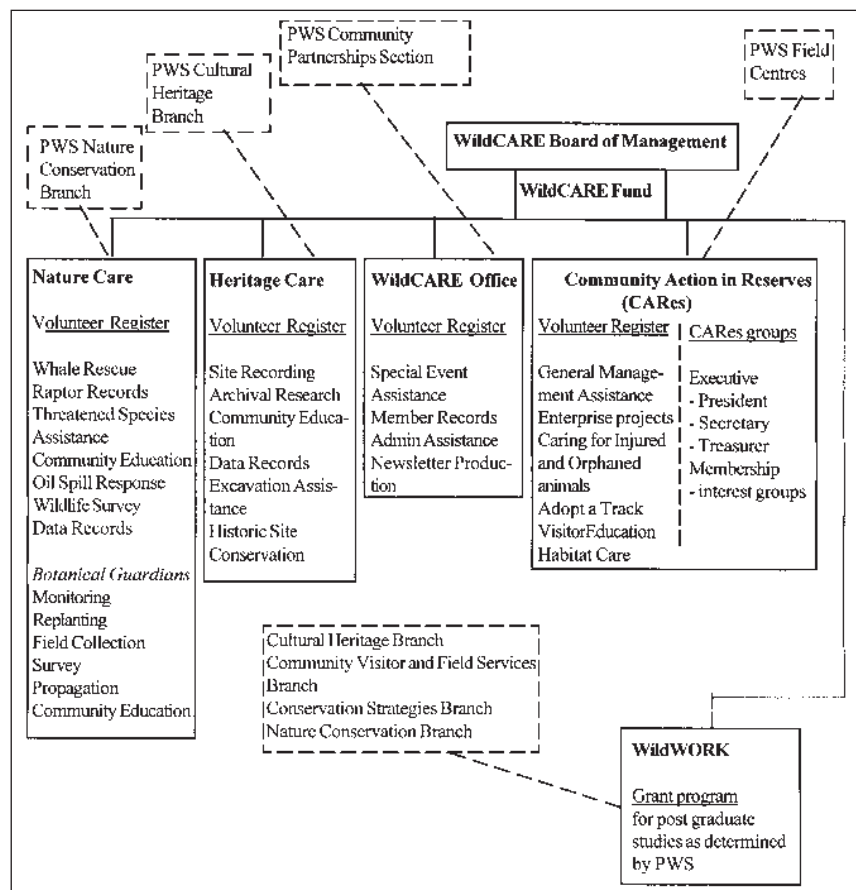 PWS Community
Partnerships Section
PWS Cultural
Heritage
Branch
PWS Field
Centres
PWS Nature
Conservation
Branch
WildCARE Board of Management
WildCARE Fund
Nature Care
Volunteer Register
Whale Rescue
Raptor Records
Threatened Species
Assistance
Community Education
Oil Spill Response
Wildlife Survey
Data Records
Botanical Guardians
Monitoring
Replanting
Field Collection
Survey
Propagation
Community Education
Heritage Care
Volunteer Register
Site Recording
Archival Research
Community Educa-
tion
Data Records
Excavation Assis-
tance
Historic Site
Conservation
WildCARE Office
Volunteer Register
Special Event
Assistance
Member Records
Admin Assistance
Newsletter Produc-
tion
Community Action in Reserves
(CARes)
Volunteer Register
General Manage-
ment Assistance
Enterprise projects
Caring for Injured
and Orphaned
animals
Adopt a Track
VisitorEducation
Habitat Care
CARes groups
Executive
- President
- Secretary
- Treasurer
Membership
- interest groups
Cultural Heritage Branch
Community Visitor and Field Services
Branch
Conservation Strategies Branch
Nature Conservation Branch
WildWORK
Grant program
for post graduate
studies as determined
by PWS